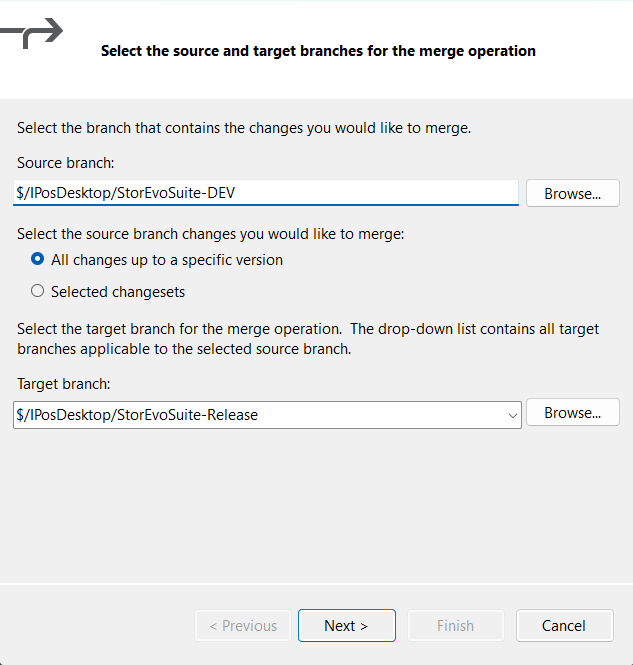 Select the source and target branches for the merge operation
Select the branch that contains the changes you would like to merge.
Source branch:
$/IPosDesktop/StorEvoSuite-DEV
Browse...
Select the source branch changes you would like to merge:
All changes up to a specific version
Selected changesets
Select the target branch for the merge operation.  The drop-down list contains all target
branches applicable to the selected source branch.
Target branch:
$/IPosDesktop/StorEvoSuite-Release
Browse...
< Previous
Next >
Finish
Cancel